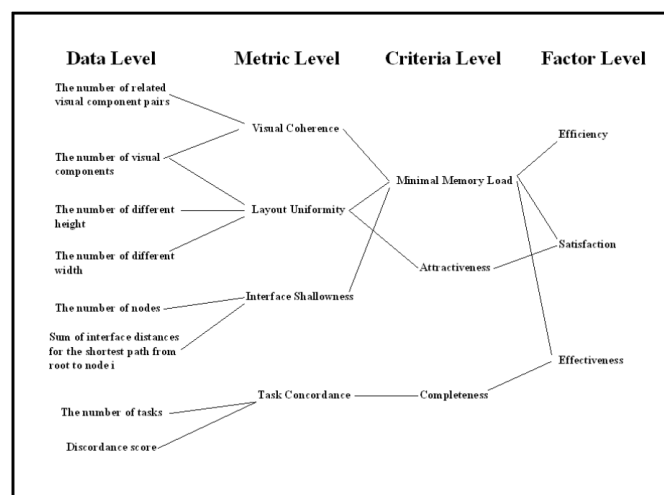 Data Level
Metric Level
Criteria Level
Factor Level
The number of related
visual component pairs
Visual Coherence
Efficiency
The number of visual
components
Minimal Memory Load
The number of different
height
Layout Uniformity
Satisfaction
The number of different
width
Attractiveness
The number of nodes
Interface Shallowness
Sum of interface distances
for the shortest path from
root to node i
Effectiveness
Task Concordance
Completeness
The number of tasks
Discordance score